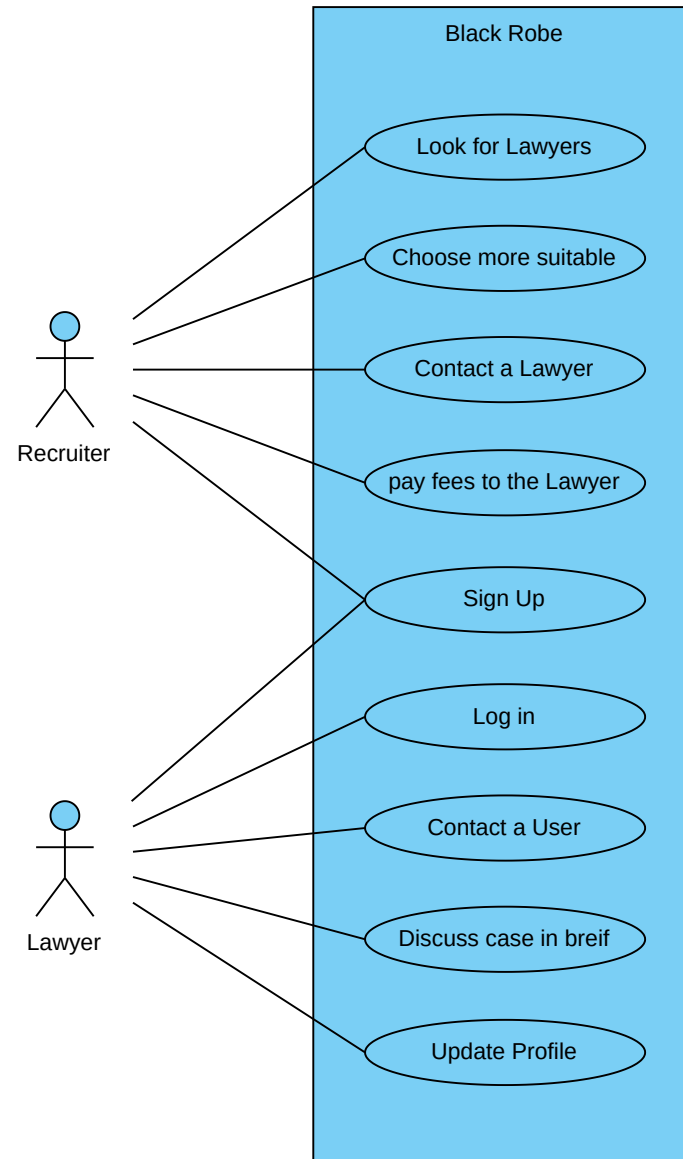 Black Robe
Look for Lawyers
Choose more suitable
Contact a Lawyer
Recruiter
pay fees to the Lawyer
Sign Up
Log in
Contact a User
Lawyer
Discuss case in breif
Update Profile